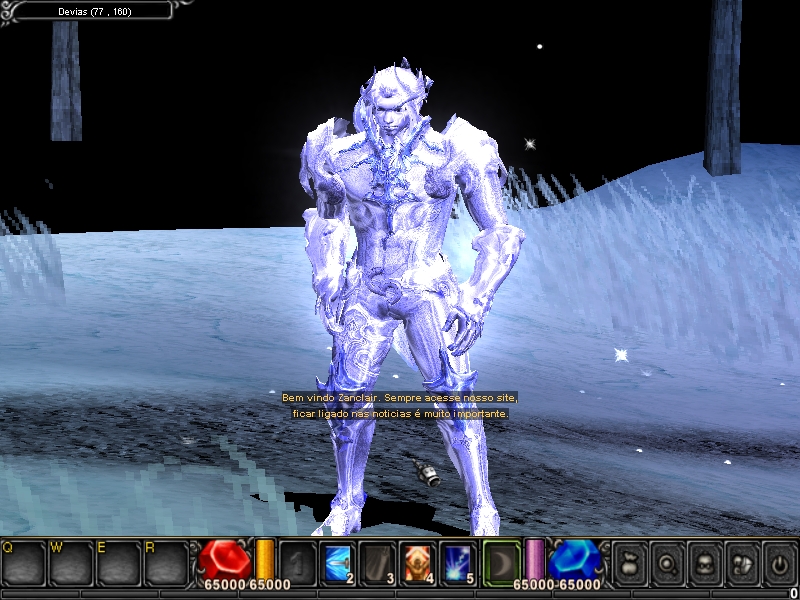 Devias (77 , 160)
Bem vindo Zanclair. Sempre acesse nosso site,
ficar ligado nas noticias é muito importante.
Q W E R
65000 65000 2 3 4 5 65000 65000
0